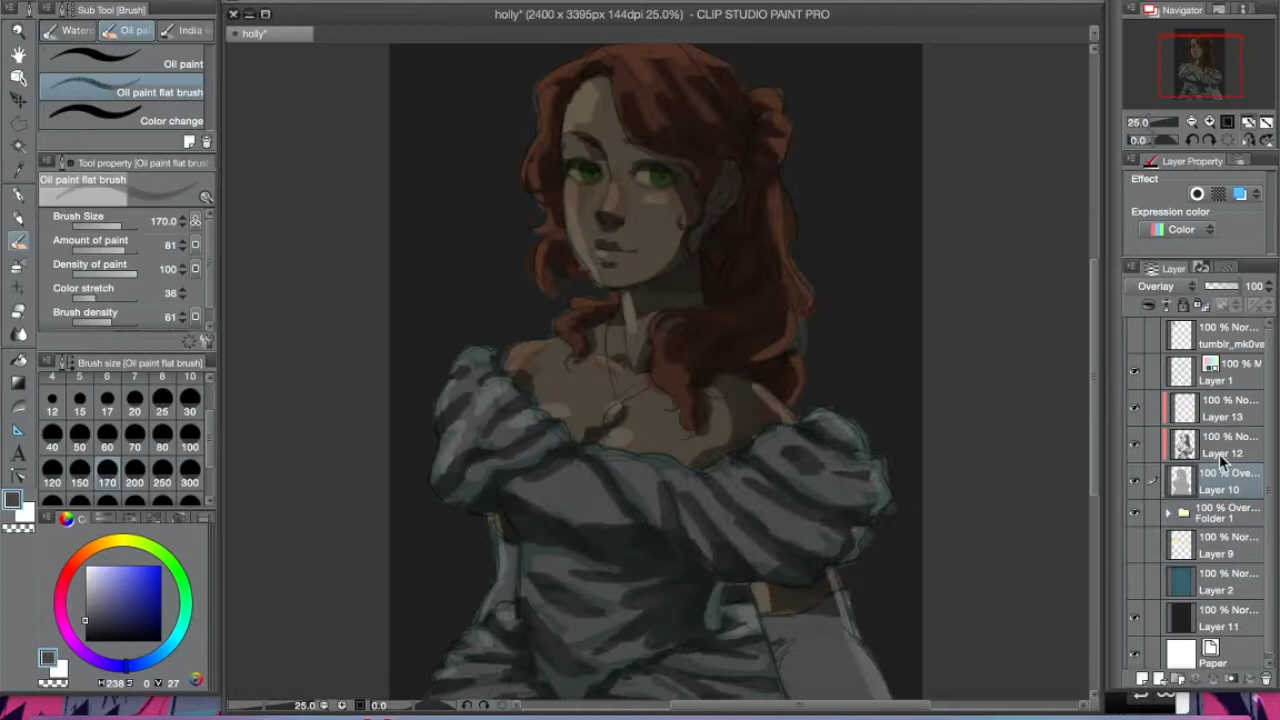 Sub Tool [Brush]
holly* (2400 x 3395px 144dpi 25.0%) - CLIP STUDIO PAINT PRO
Navigator
Waterc
Oil pai
India
holly*
Oil paint
Oil paint flat brush
Color change
25.0
0.0
Tool property [Oil paint flat brus
Layer Property
Oil paint flat brush
Effect
Brush Size 170.0
Expression color
Color
Amount of paint 81
Density of paint 100
Layer
Color stretch 36
Overlay 100
Brush density 61
100 % Nor...
tumblr_mk0va
Brush size [Oil paint flat brush]
100 % M
Layer 1
4 5 6 7 8 10
12 15 17 20 25 30
100 % No...
Layer 13
40 50 60 70 80 100
100 % No...
Layer 12
120 150 170 200 250 300
100 % Ove...
Layer 10
100 % Over...
Folder 1
100 % Nor...
Layer 9
100 % Nor...
Layer 2
100 % Nor...
Layer 11
Paper
H 238 S 0 V 27
25.0
0.0